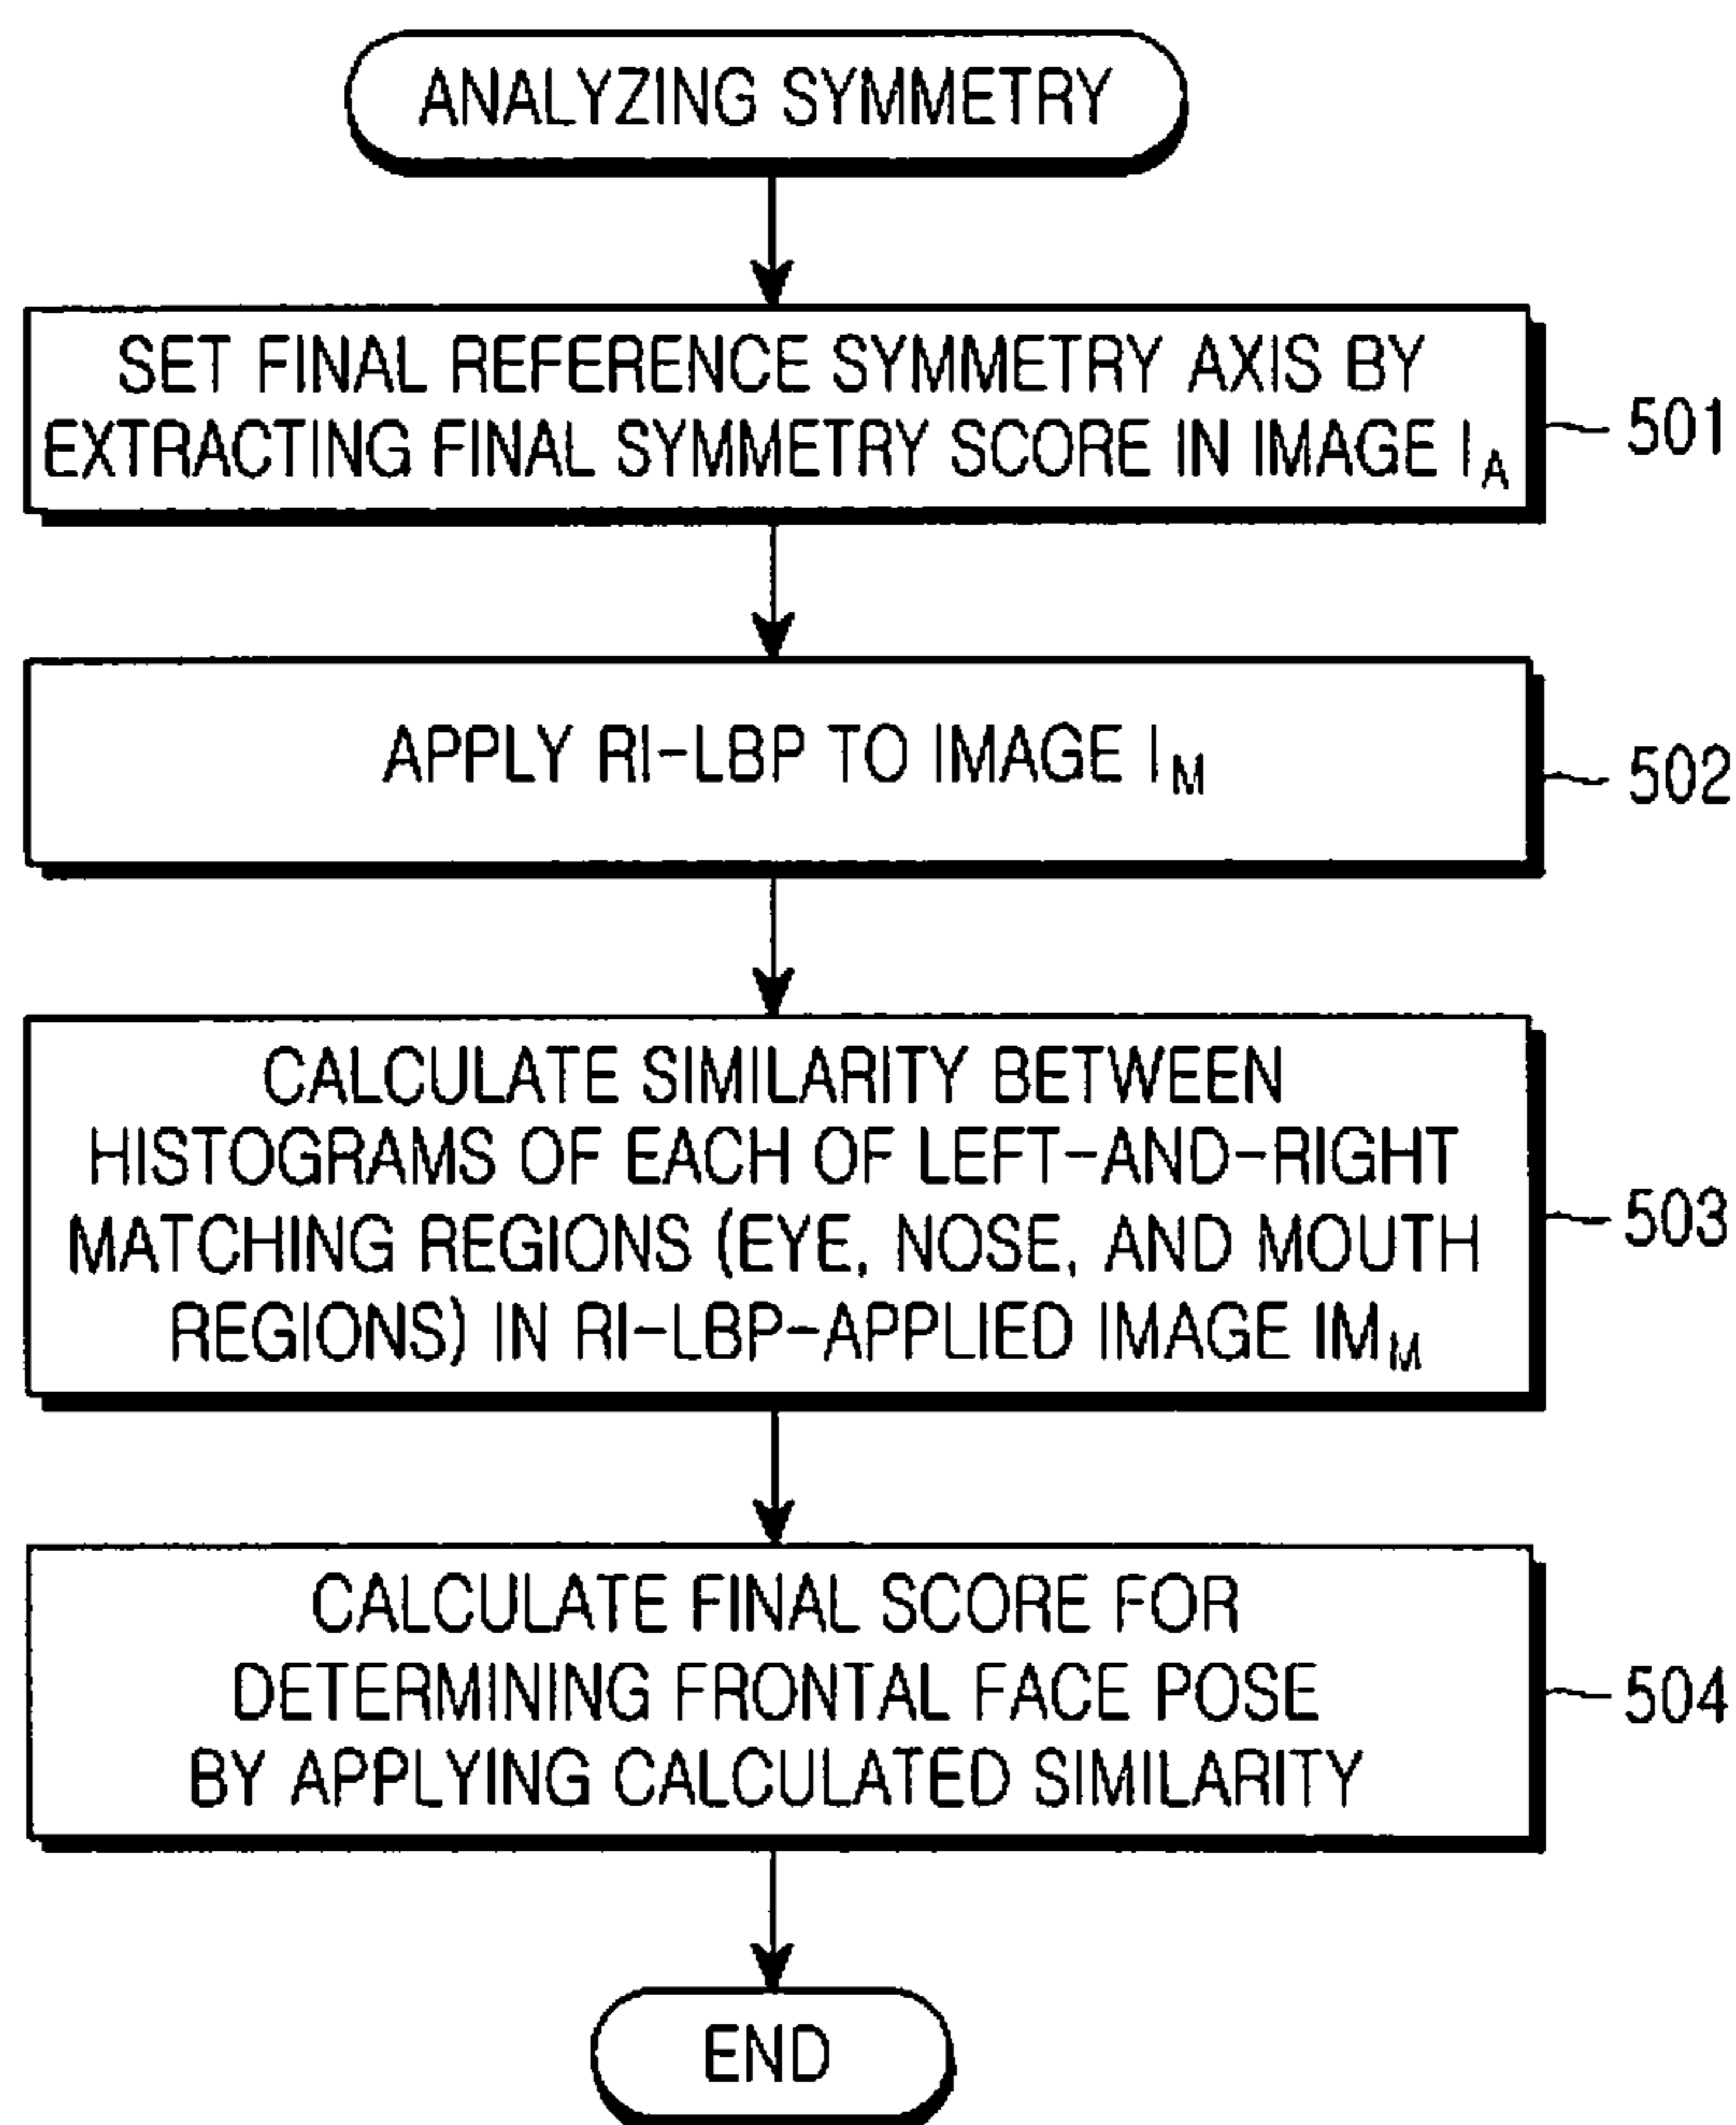 ANALYZING SYMMETRY
SET FINAL REFERENCE SYMMETRY AXIS BY
EXTRACTING FINAL SYMMETRY SCORE IN IMAGE I_A
501
APPLY RI-LBP TO IMAGE I_M
502
CALCULATE SIMILARITY BETWEEN
HISTOGRAMS OF EACH OF LEFT-AND-RIGHT
MATCHING REGIONS (EYE, NOSE, AND MOUTH
REGIONS) IN RI-LBP-APPLIED IMAGE IM_M
503
CALCULATE FINAL SCORE FOR
DETERMINING FRONTAL FACE POSE
BY APPLYING CALCULATED SIMILARITY
504
END